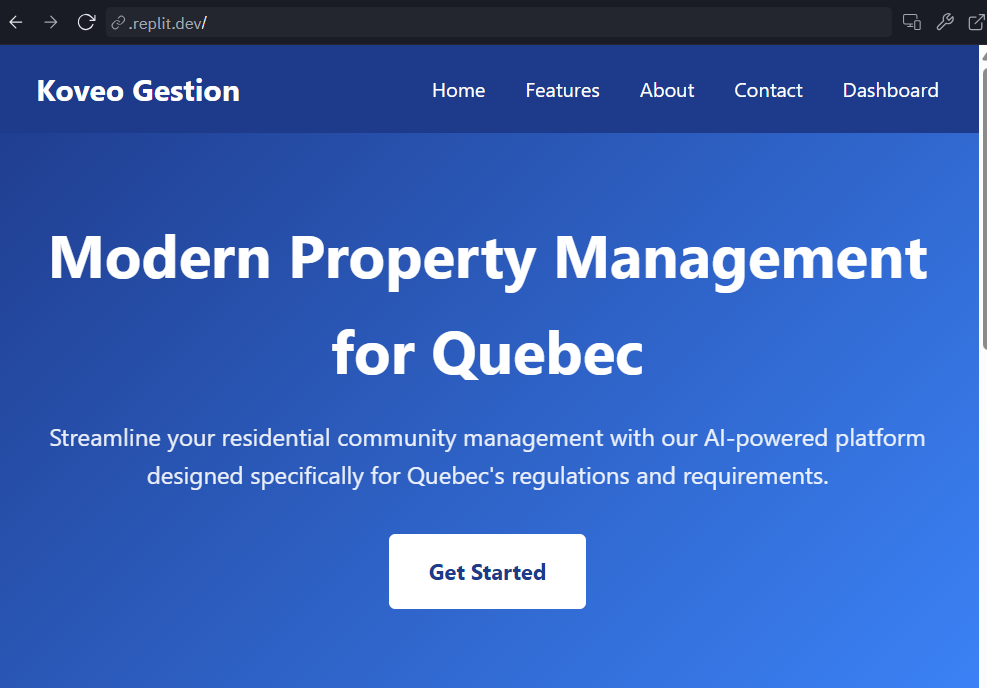 .replit.dev/
Koveo Gestion
Home Features About Contact Dashboard
Modern Property Management
for Quebec
Streamline your residential community management with our AI-powered platform
designed specifically for Quebec's regulations and requirements.
Get Started